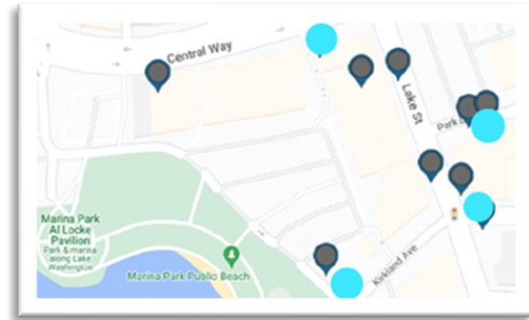 Central Way
Lake St
Park
Marina Park
Al Locke
Pavilion
Park & marina
along Lake
Washington
Marina Park Public Beach
Kirkland Ave